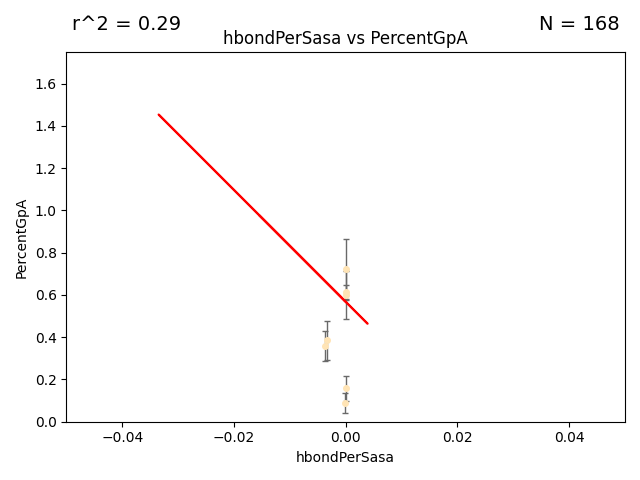 r^2 = 0.29
N = 168
hbondPerSasa vs PercentGpA
1.6
1.4
1.2
1.0
0.8
0.6
0.4
0.2
0.0
PercentGpA
−0.04
−0.02
0.00
0.02
0.04
hbondPerSasa